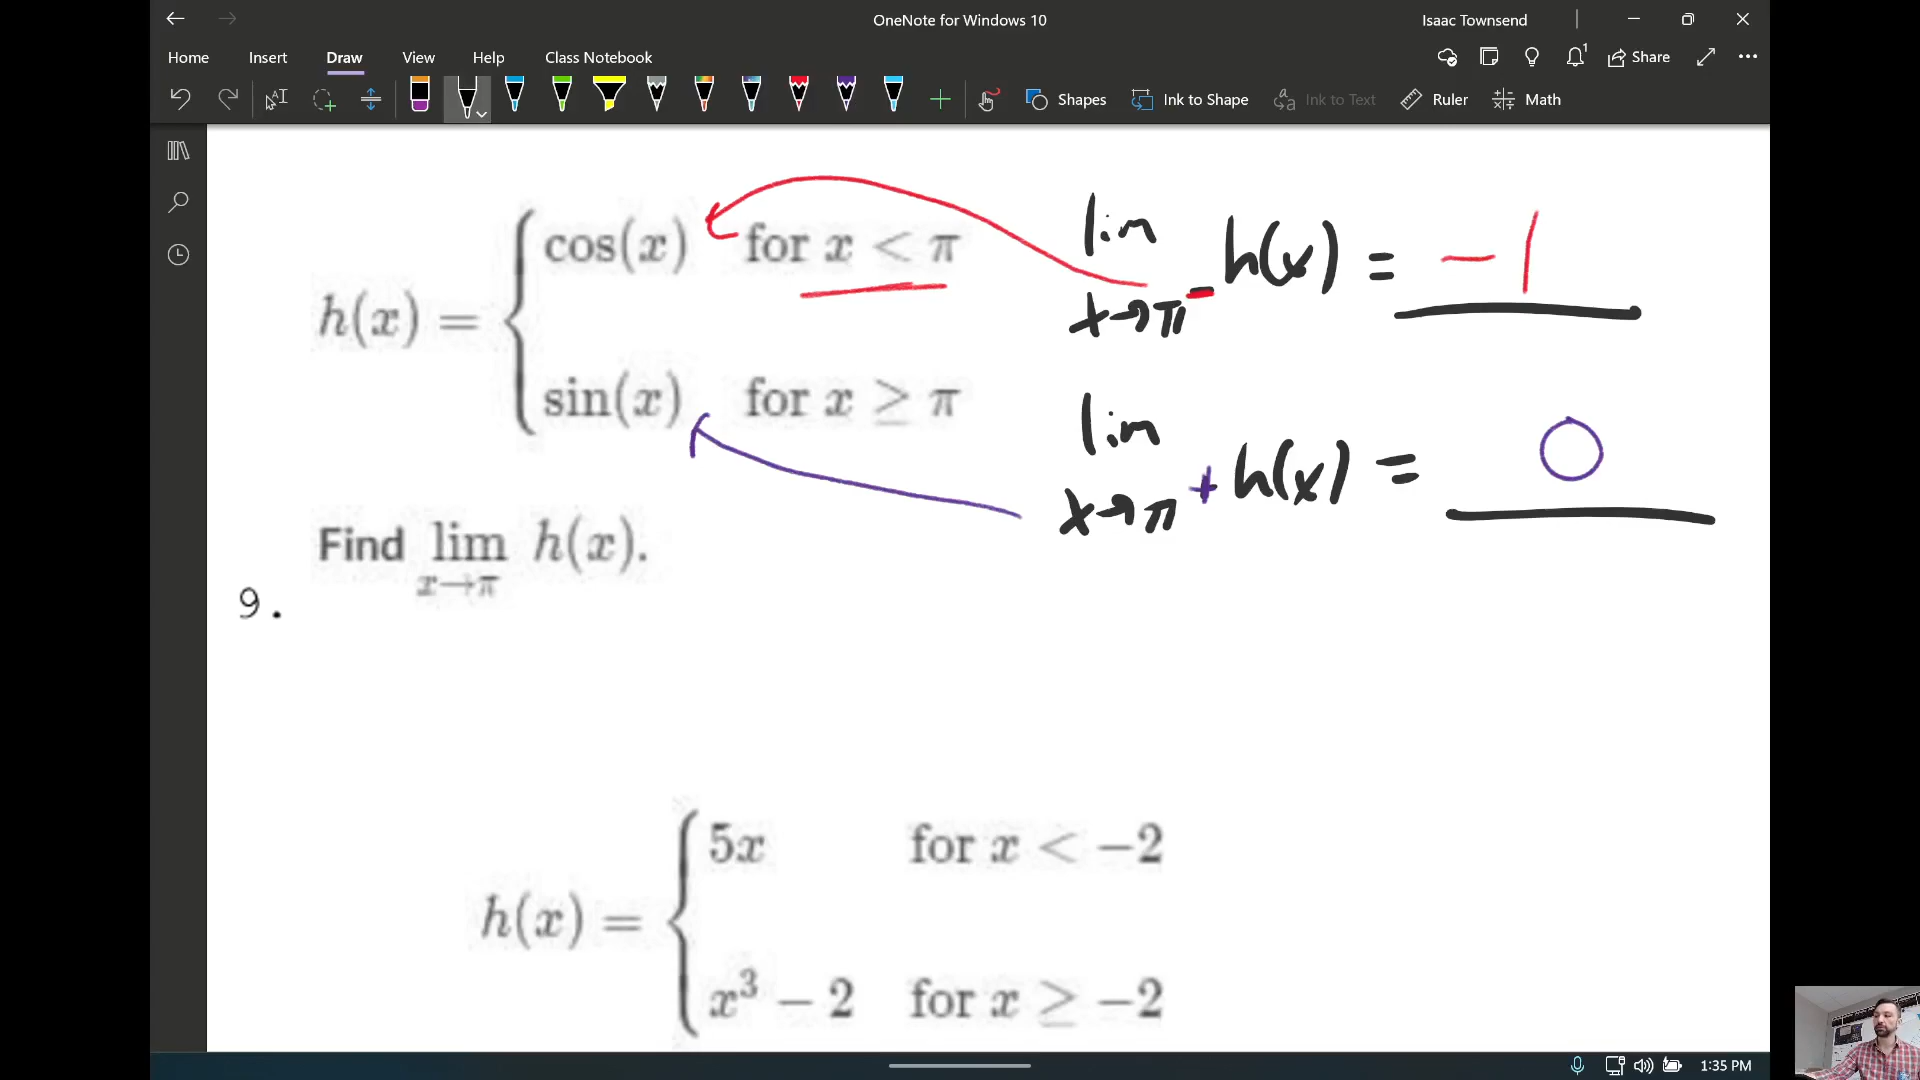 OneNote for Windows 10
Isaac Townsend
Home Insert Draw View Help Class Notebook
1
Share
Shapes Ink to Shape Ink to Text Ruler Math
h(x) = { cos(x) for x < π
sin(x) for x ≥ π
lim x→π⁻ h(x) = -1
lim x→π⁺ h(x) = 0
Find lim x→π h(x).
9.
h(x) = { 5x for x < −2
x³ − 2 for x ≥ −2
1:35 PM